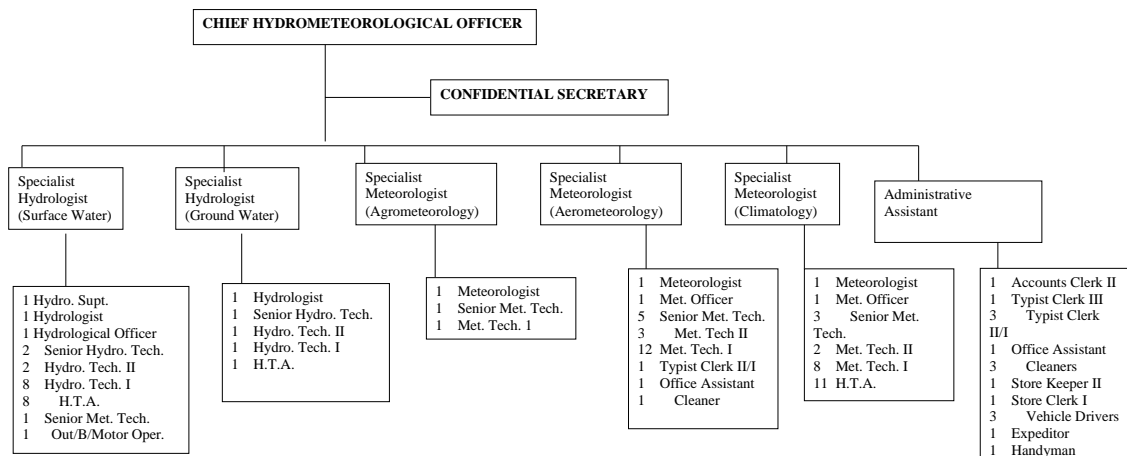 CHIEF HYDROMETEOROLOGICAL OFFICER
CONFIDENTIAL SECRETARY
Specialist
Hydrologist
(Surface Water)
Specialist
Hydrologist
(Ground Water)
Specialist
Meteorologist
(Agrometeorology)
Specialist
Meteorologist
(Aerometeorology)
Specialist
Meteorologist
(Climatology)
Administrative
Assistant
1 Hydro. Supt.
1 Hydrologist
1 Hydrological Officer
2 Senior Hydro. Tech.
2 Hydro. Tech. II
8 Hydro. Tech. I
8 H.T.A.
1 Senior Met. Tech.
1 Out/B/Motor Oper.
1 Hydrologist
1 Senior Hydro. Tech.
1 Hydro. Tech. II
1 Hydro. Tech. I
1 H.T.A.
1 Meteorologist
1 Senior Met. Tech.
1 Met. Tech. 1
1 Meteorologist
1 Met. Officer
5 Senior Met. Tech.
3 Met. Tech II
12 Met. Tech. I
1 Typist Clerk II/I
1 Office Assistant
1 Cleaner
1 Meteorologist
1 Met. Officer
3 Senior Met.
Tech.
2 Met. Tech. II
8 Met. Tech. I
11 H.T.A.
1 Accounts Clerk II
1 Typist Clerk III
3 Typist Clerk
II/I
1 Office Assistant
3 Cleaners
1 Store Keeper II
1 Store Clerk I
3 Vehicle Drivers
1 Expeditor
1 Handyman